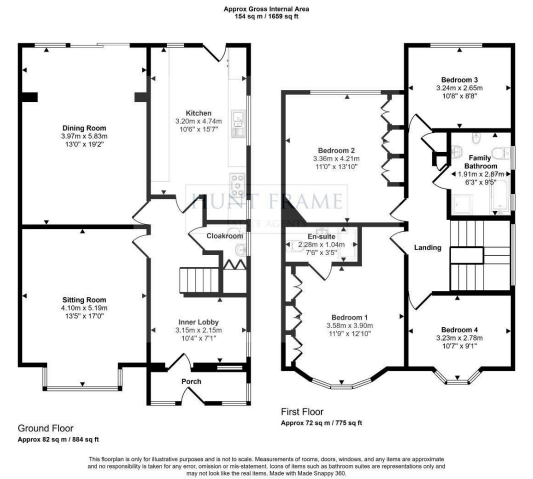 Approx Gross Internal Area
154 sq m / 1659 sq ft
Dining Room
3.97m x 5.83m
13'0" x 19'2"
Kitchen
3.20m x 4.74m
10'6" x 15'7"
Cloakroom
Sitting Room
4.10m x 5.19m
13'5" x 17'0"
Inner Lobby
3.15m x 2.15m
10'4" x 7'1"
Porch
Ground Floor
Approx 82 sq m / 884 sq ft
Bedroom 3
3.24m x 2.65m
10'8" x 8'8"
Bedroom 2
3.36m x 4.21m
11'0" x 13'10"
Family
Bathroom
1.91m x 2.87m
6'3" x 9'5"
En-suite
2.28m x 1.04m
7'6" x 3'5"
Landing
Bedroom 1
3.58m x 3.90m
11'9" x 12'10"
Bedroom 4
3.23m x 2.78m
10'7" x 9'1"
First Floor
Approx 72 sq m / 775 sq ft
HUNT FRAME
ESTATE AGENTS
This floorplan is only for illustrative purposes and is not to scale. Measurements of rooms, doors, windows, and any items are approximate
and no responsibility is taken for any error, omission or mis-statement. Icons of items such as bathroom suites are representations only and
may not look like the real items. Made with Made Snappy 360.